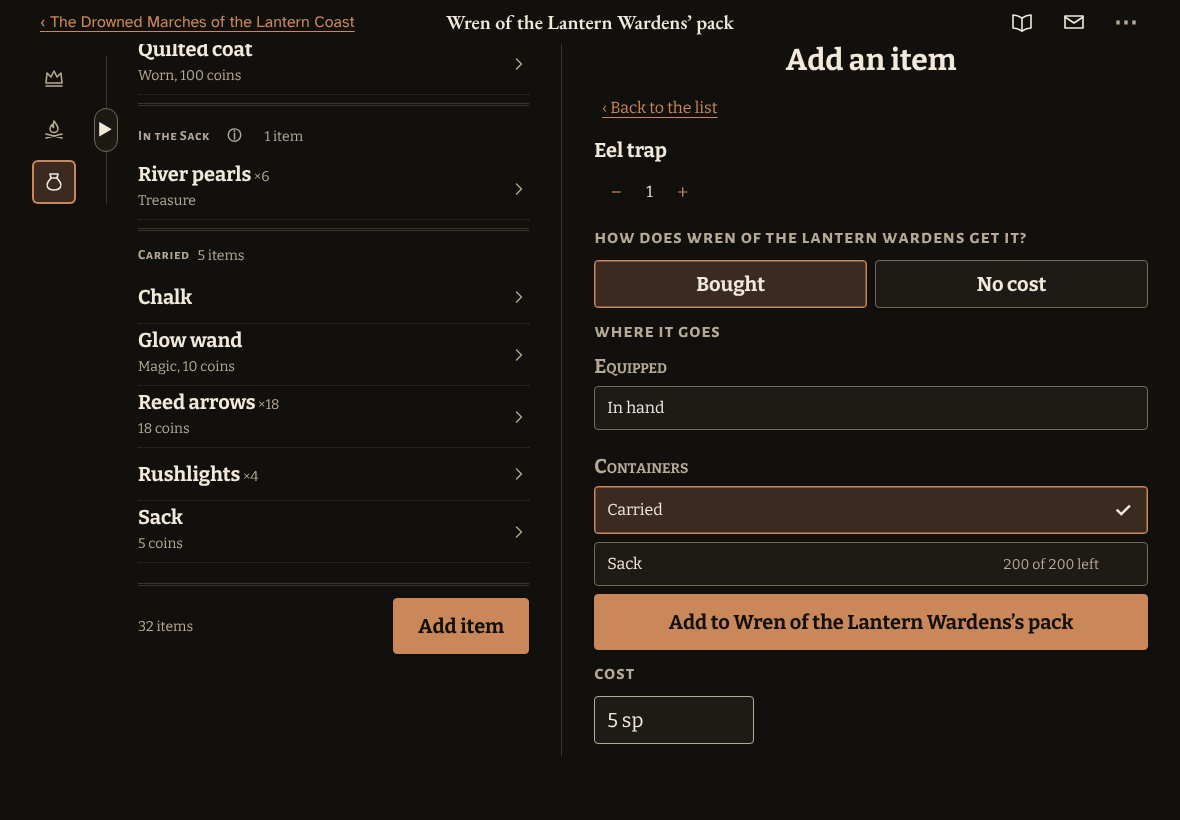 ‹ The Drowned Marches of the Lantern Coast
Wren of the Lantern Wardens’ pack
Quilted coat
Worn, 100 coins
In the Sack 1 item
River pearls ×6
Treasure
Carried 5 items
Chalk
Glow wand
Magic, 10 coins
Reed arrows ×18
18 coins
Rushlights ×4
Sack
5 coins
32 items
Add item
Add an item
‹ Back to the list
Eel trap
− 1 +
HOW DOES WREN OF THE LANTERN WARDENS GET IT?
Bought
No cost
WHERE IT GOES
Equipped
In hand
Containers
Carried
Sack 200 of 200 left
Add to Wren of the Lantern Wardens’s pack
COST
5 sp